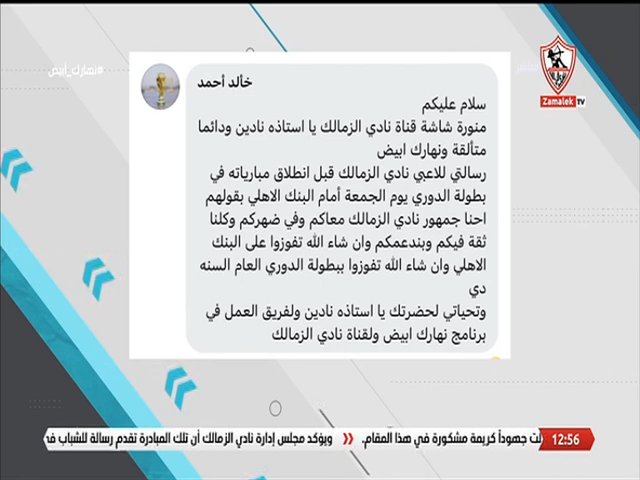 #نهارك_أبيض
Zamalek TV
خالد أحمد
سلام عليكم
منورة شاشة قناة نادي الزمالك يا استاذه نادين ودائما
متألقة ونهارك ابيض
رسالتي للاعبي نادي الزمالك قبل انطلاق مبارياته في
بطولة الدوري يوم الجمعة أمام البنك الاهلي بقولهم
احنا جمهور نادي الزمالك معاكم وفي ضهركم وكلنا
ثقة فيكم وبندعمكم وان شاء الله تفوزوا على البنك
الاهلي وان شاء الله تفوزوا ببطولة الدوري العام السنه
دي
وتحياتي لحضرتك يا استاذه نادين ولفريق العمل في
برنامج نهارك ابيض ولقناة نادي الزمالك
12:56 لت جهوداً كريمة مشكورة في هذا المقام. ويؤكد مجلس إدارة نادي الزمالك أن تلك المبادرة تقدم رسالة للشباب